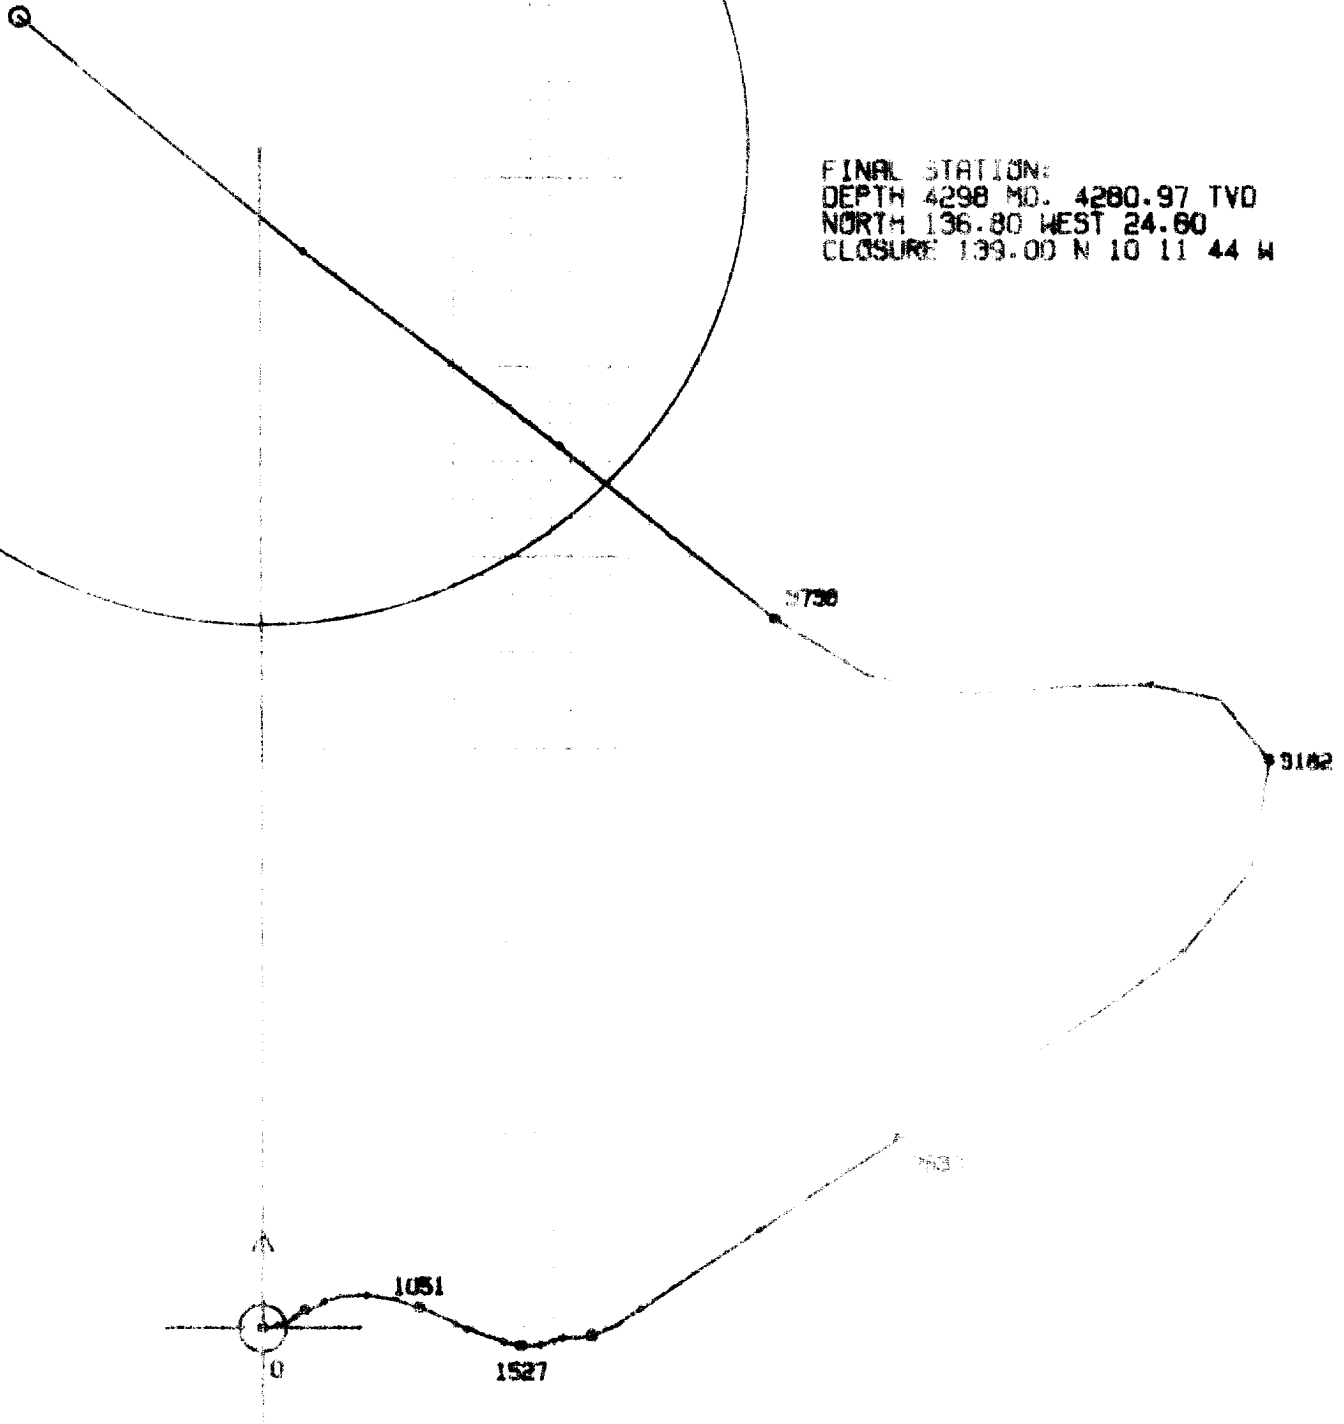 FINAL STATION:
DEPTH 4298 MD. 4280.97 TVD
NORTH 136.80 WEST 24.60
CLOSURE 139.00 N 10 11 44 W
3182
1051
0
1527